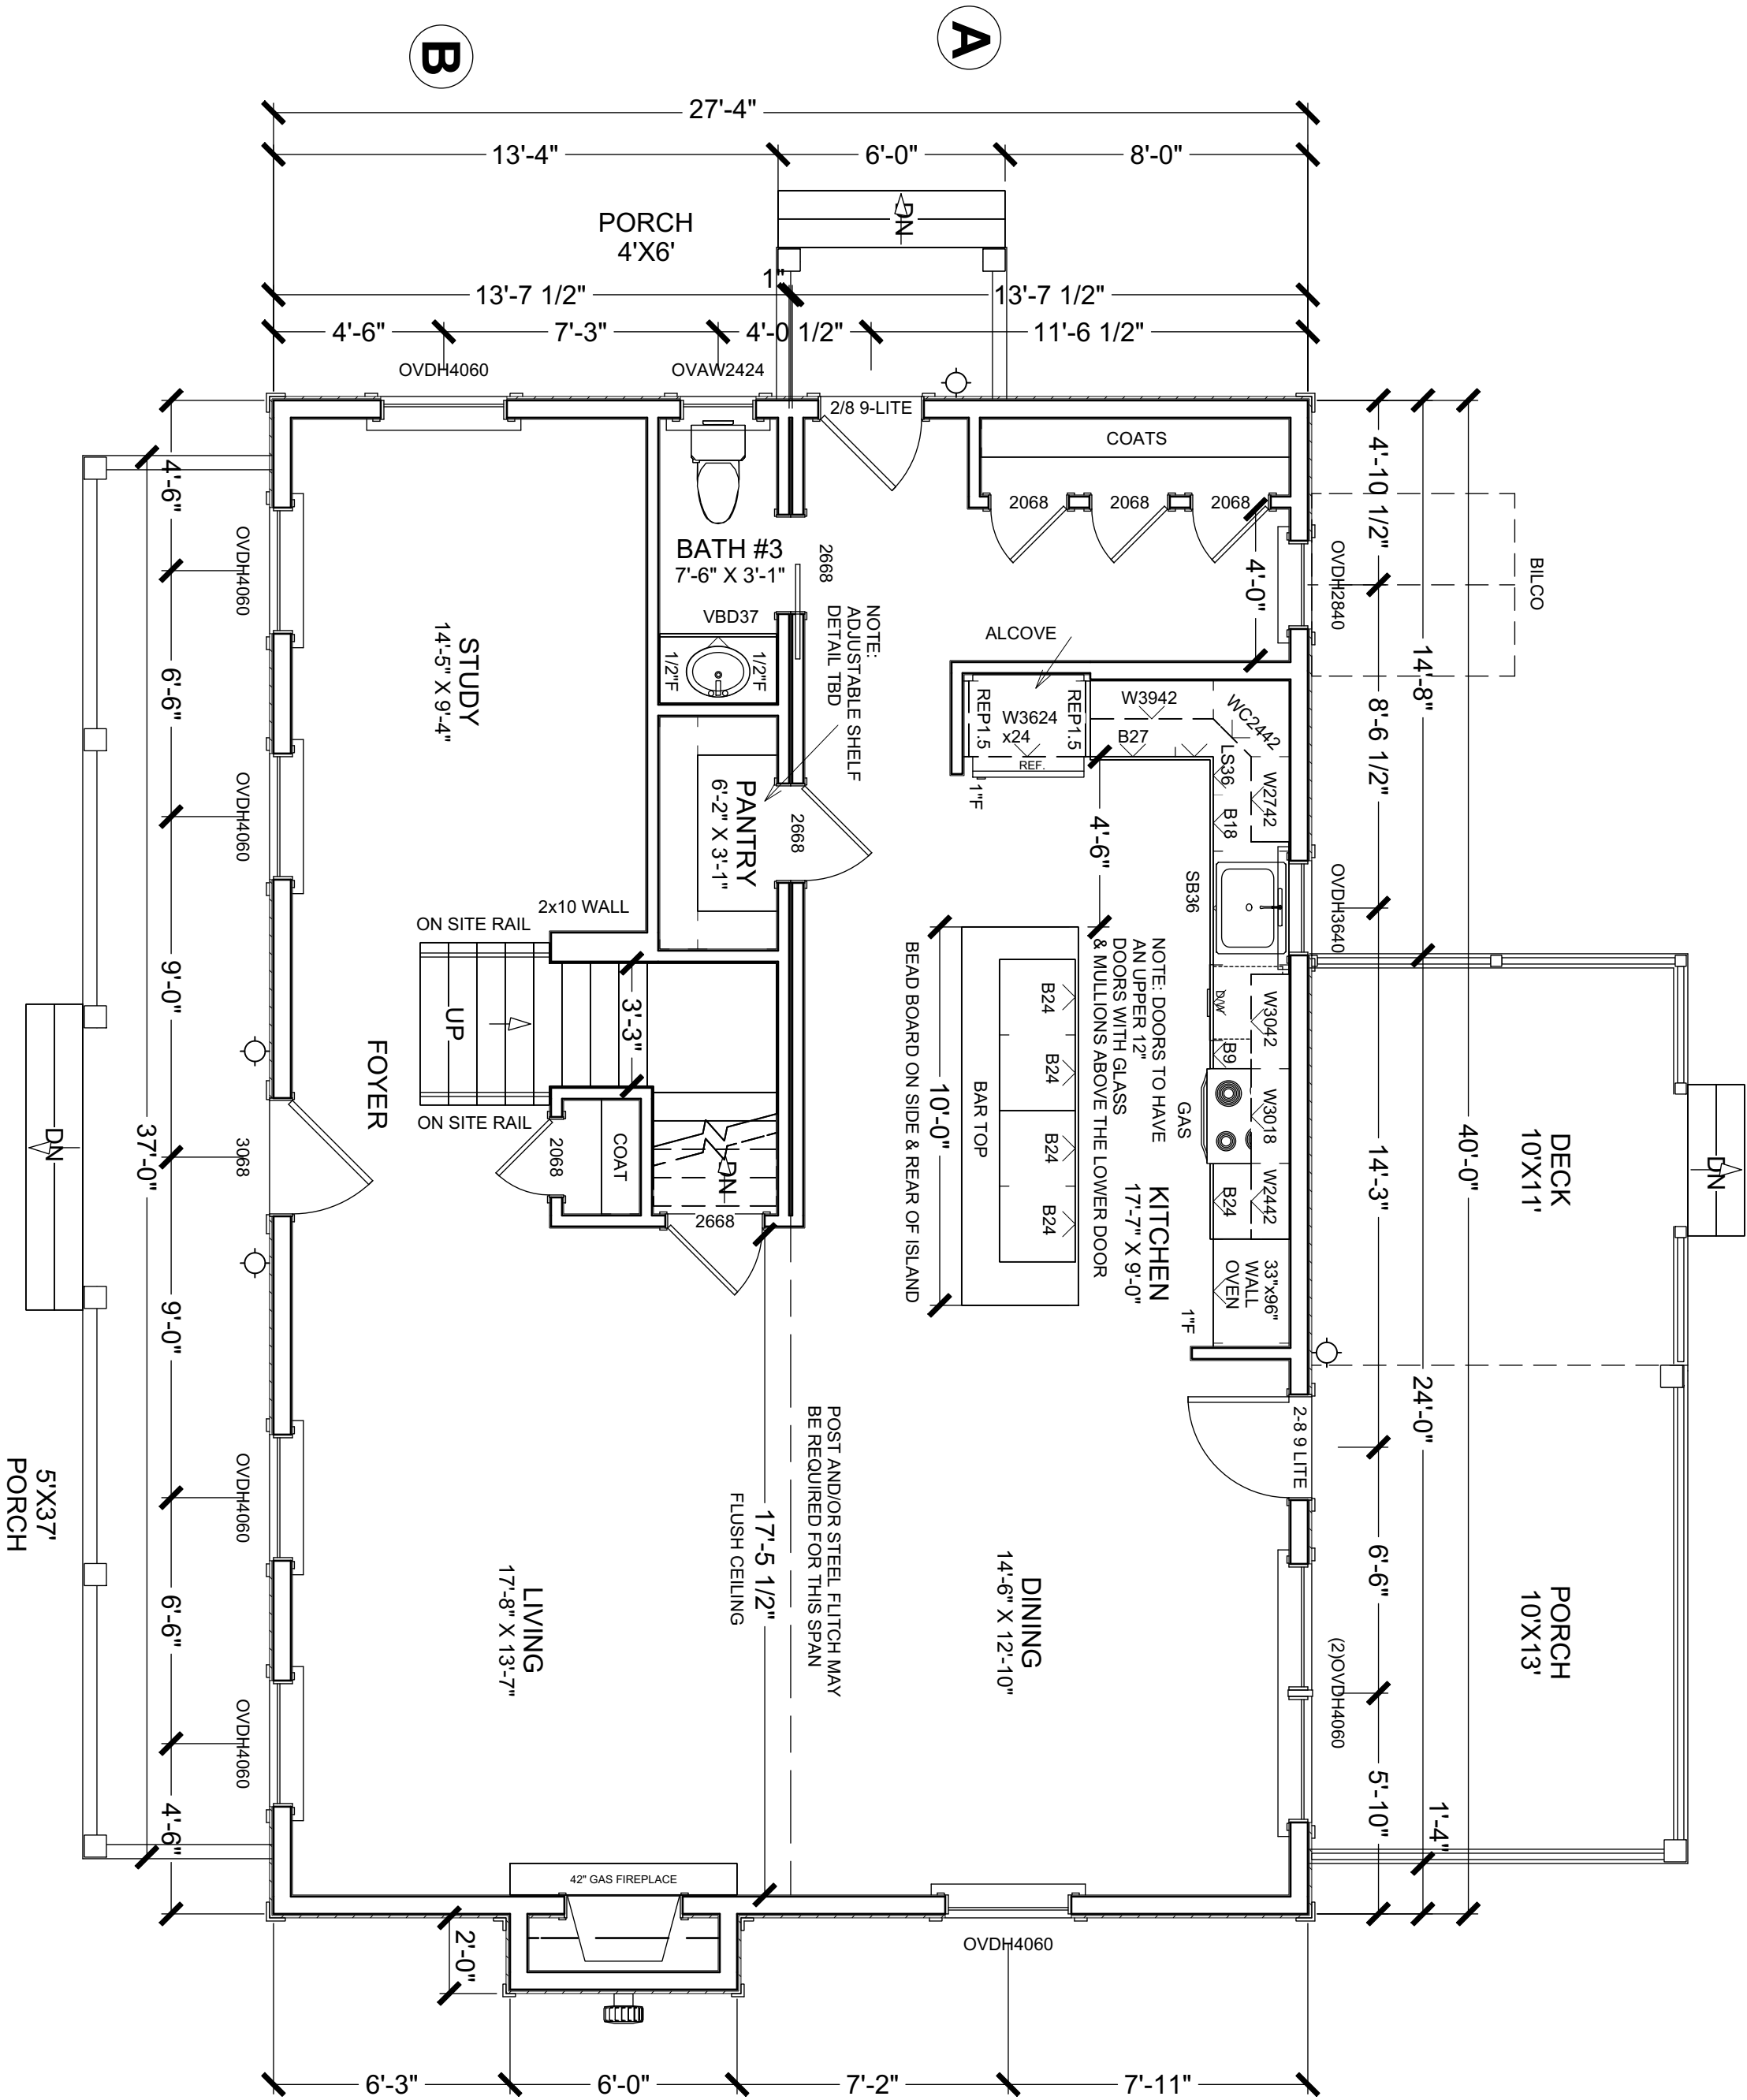 B
A
27'-4"
13'-4"
6'-0"
8'-0"
PORCH
4'X6'
DN
1"
13'-7 1/2"
13'-7 1/2"
4'-6"
7'-3"
4'-0 1/2"
11'-6 1/2"
OVDH4060
OVAW2424
2/8 9-LITE
COATS
2068
2068
2068
4'-0"
BATH #3
7'-6" X 3'-1"
VBD37
1/2"F
1/2"F
2668
NOTE:
ADJUSTABLE SHELF
DETAIL TBD
ALCOVE
STUDY
14'-5" X 9'-4"
PANTRY
6'-2" X 3'-1"
2668
2x10 WALL
REP1.5
W3624
x24
REP1.5
REF.
1"F
W3942
B27
WC2442
LS36
W2742
B18
SB36
4'-6"
D/W
W3042
B9
W3018
GAS
W2442
B24
33"x96"
WALL
OVEN
1"F
KITCHEN
17'-7" X 9'-0"
NOTE: DOORS TO HAVE
AN UPPER 12"
DOORS WITH GLASS
& MULLIONS ABOVE THE LOWER DOOR
B24
B24
B24
B24
BAR TOP
10'-0"
BEAD BOARD ON SIDE & REAR OF ISLAND
ON SITE RAIL
UP
3'-3"
ON SITE RAIL
FOYER
2068
COAT
DN
2668
17'-5 1/2"
FLUSH CEILING
POST AND/OR STEEL FLITCH MAY
BE REQUIRED FOR THIS SPAN
LIVING
17'-8" X 13'-7"
DINING
14'-6" X 12'-10"
42" GAS FIREPLACE
2-8 9 LITE
OVDH4060
2'-0"
6'-3"
6'-0"
7'-2"
7'-11"
OVDH4060
OVDH4060
3068
OVDH4060
OVDH4060
4'-6"
6'-6"
9'-0"
9'-0"
6'-6"
4'-6"
37'-0"
DN
5'X37'
PORCH
BILCO
OVDH2840
OVDH3640
(2)OVDH4060
4'-10 1/2"
8'-6 1/2"
14'-3"
6'-6"
5'-10"
14'-8"
24'-0"
1'-4"
40'-0"
DECK
10'X11'
DN
PORCH
10'X13'